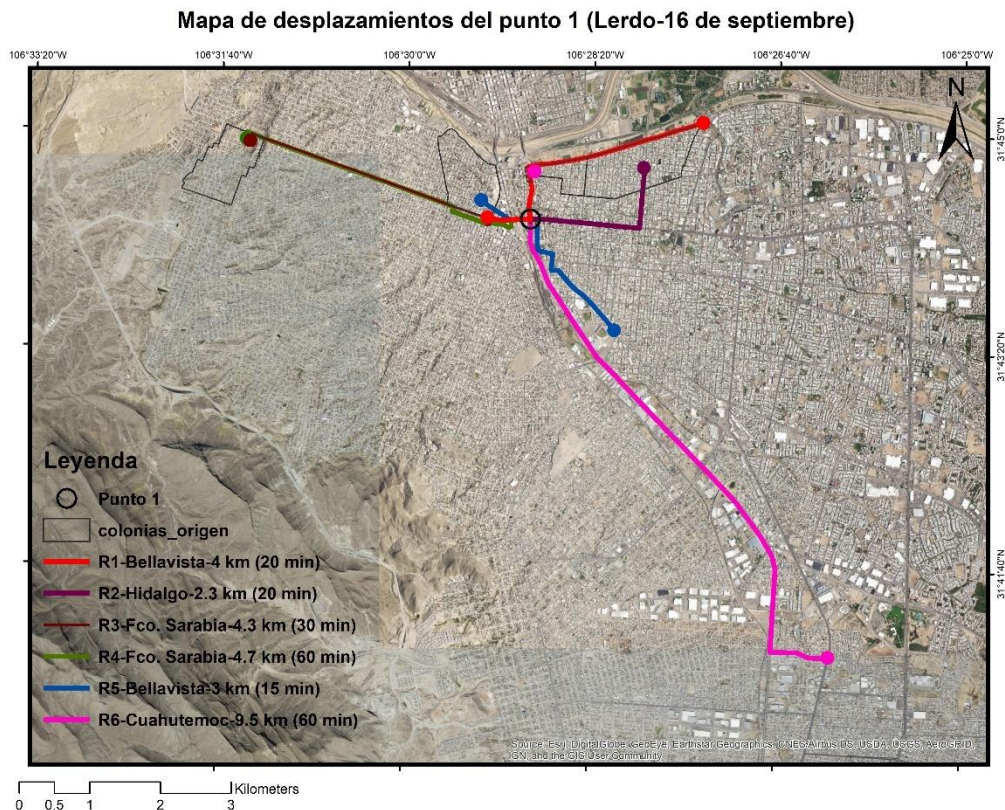 Mapa de desplazamientos del punto 1 (Lerdo-16 de septiembre)
106°33'20"W 106°31'40"W 106°30'0"W 106°28'20"W 106°26'40"W 106°25'0"W
N
31°45'0"N
31°43'20"N
31°41'40"N
Leyenda
Punto 1
colonias_origen
R1-Bellavista-4 km (20 min)
R2-Hidalgo-2.3 km (20 min)
R3-Fco. Sarabia-4.3 km (30 min)
R4-Fco. Sarabia-4.7 km (60 min)
R5-Bellavista-3 km (15 min)
R6-Cuahutemoc-9.5 km (60 min)
Source: Esri, DigitalGlobe, GeoEye, Earthstar Geographics, CNES/Airbus DS, USDA, USGS, AeroGRID,
IGN, and the GIS User Community
Kilometers
0 0.5 1 2 3